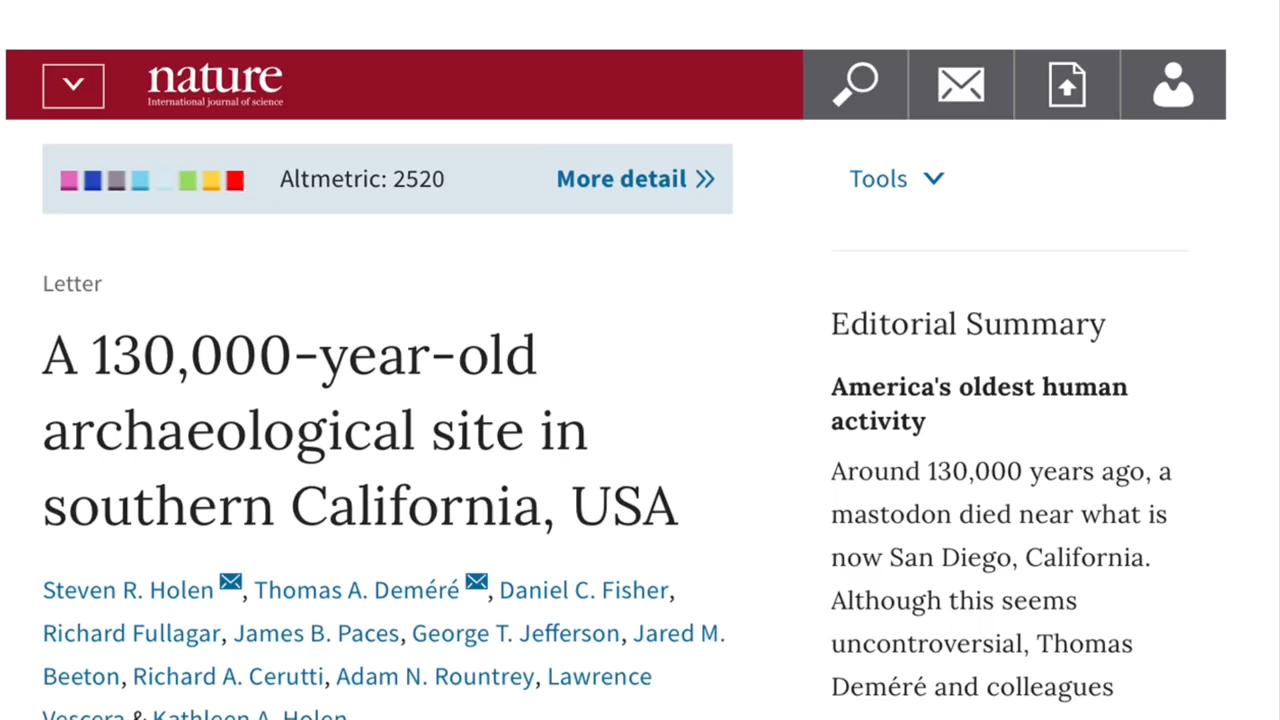 nature
International journal of science
Altmetric: 2520
More detail
Tools
Letter
A 130,000-year-old
archaeological site in
southern California, USA
Steven R. Holen , Thomas A. Deméré , Daniel C. Fisher,
Richard Fullagar, James B. Paces, George T. Jefferson, Jared M.
Beeton, Richard A. Cerutti, Adam N. Rountrey, Lawrence
Vescera & Kathleen A. Holen
Editorial Summary
America's oldest human
activity
Around 130,000 years ago, a
mastodon died near what is
now San Diego, California.
Although this seems
uncontroversial, Thomas
Deméré and colleagues